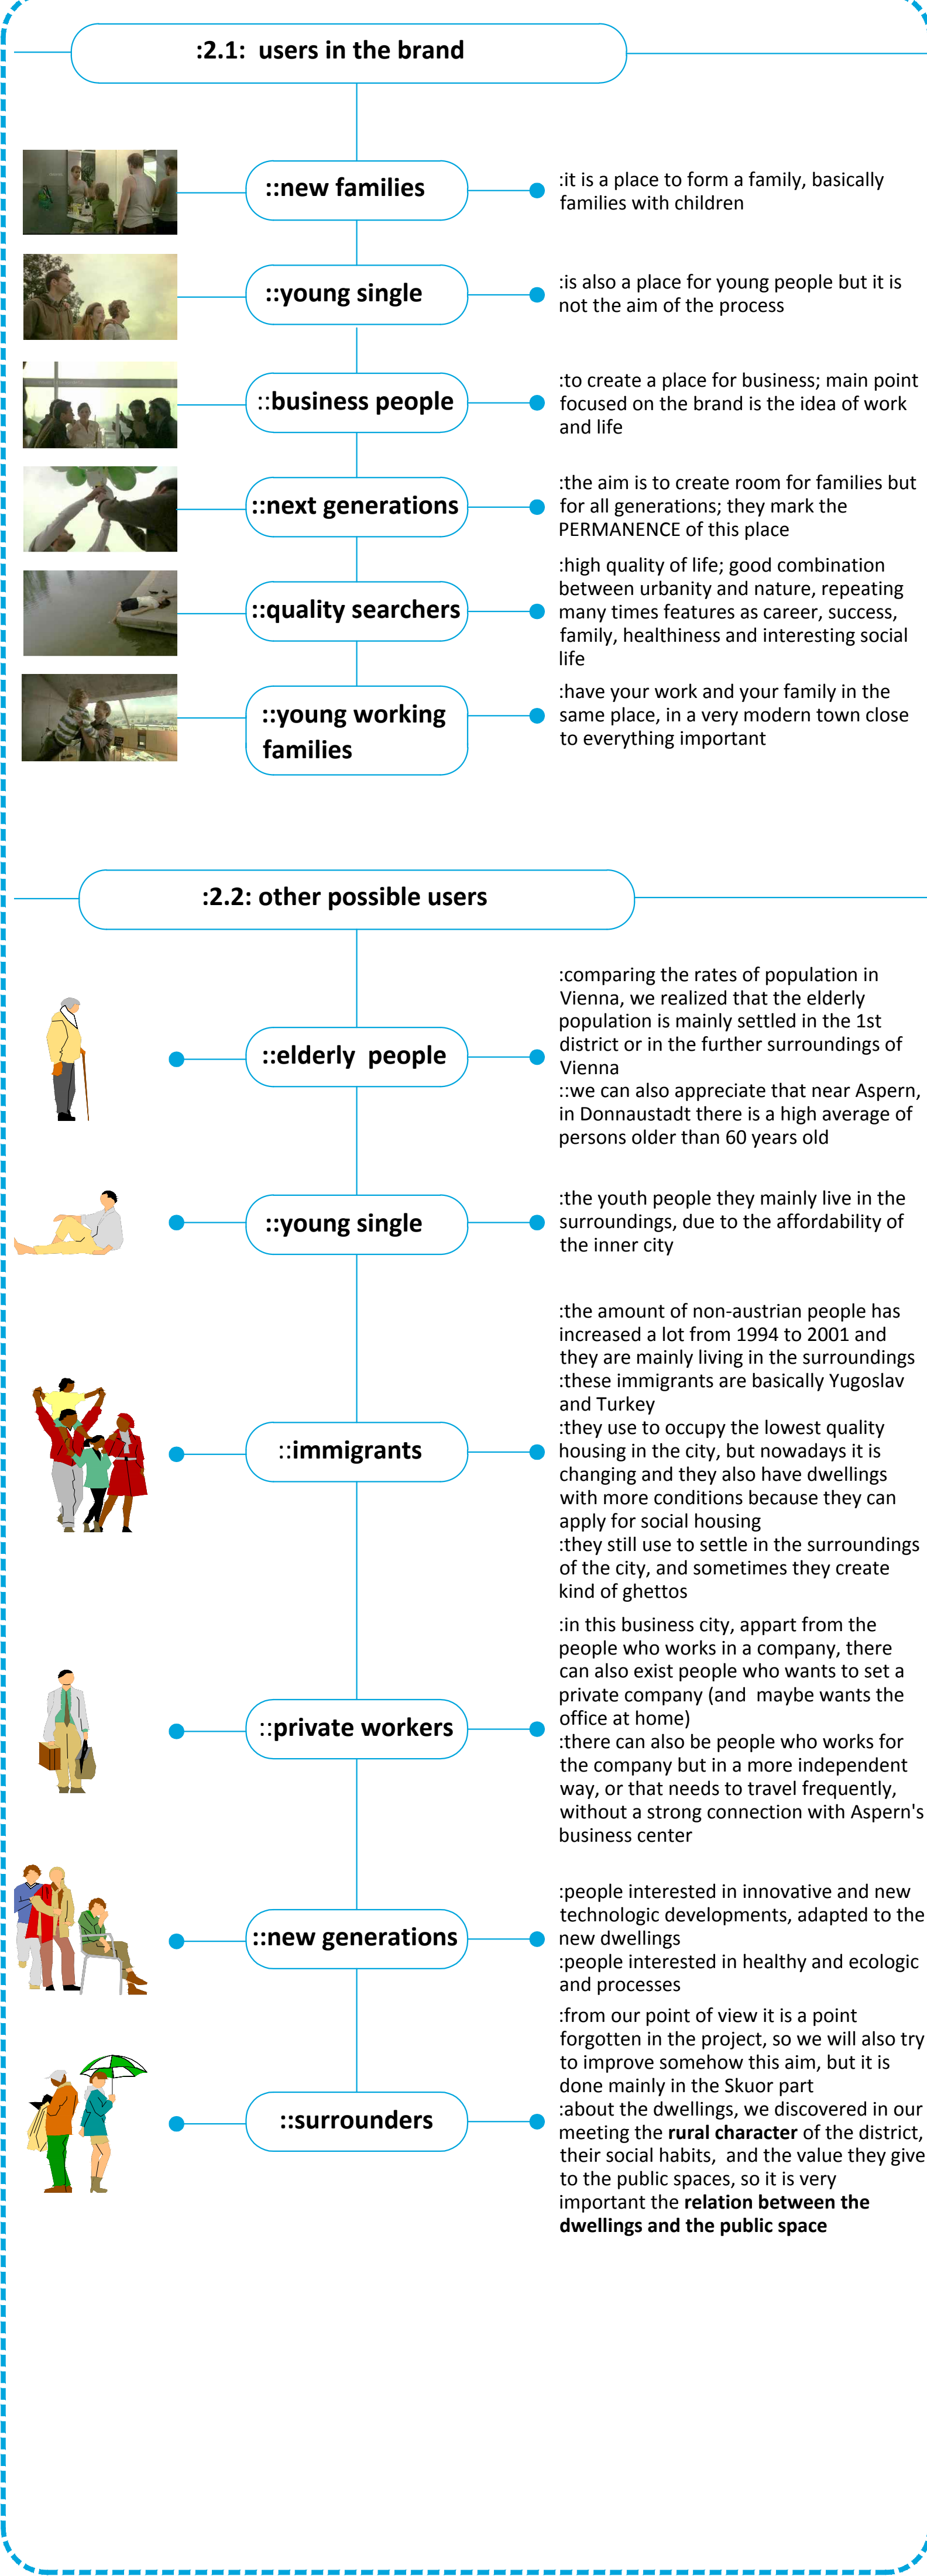 :2.1: users in the brand
::new families
:it is a place to form a family, basically
families with children
::young single
:is also a place for young people but it is
not the aim of the process
::business people
:to create a place for business; main point
focused on the brand is the idea of work
and life
::next generations
:the aim is to create room for families but
for all generations; they mark the
PERMANENCE of this place
::quality searchers
:high quality of life; good combination
between urbanity and nature, repeating
many times features as career, success,
family, healthiness and interesting social
life
::young working
families
:have your work and your family in the
same place, in a very modern town close
to everything important
:2.2: other possible users
::elderly people
:comparing the rates of population in
Vienna, we realized that the elderly
population is mainly settled in the 1st
district or in the further surroundings of
Vienna
::we can also appreciate that near Aspern,
in Donnaustadt there is a high average of
persons older than 60 years old
::young single
:the youth people they mainly live in the
surroundings, due to the affordability of
the inner city
::immigrants
:the amount of non-austrian people has
increased a lot from 1994 to 2001 and
they are mainly living in the surroundings
:these immigrants are basically Yugoslav
and Turkey
:they use to occupy the lowest quality
housing in the city, but nowadays it is
changing and they also have dwellings
with more conditions because they can
apply for social housing
:they still use to settle in the surroundings
of the city, and sometimes they create
kind of ghettos
::private workers
:in this business city, appart from the
people who works in a company, there
can also exist people who wants to set a
private company (and maybe wants the
office at home)
:there can also be people who works for
the company but in a more independent
way, or that needs to travel frequently,
without a strong connection with Aspern's
business center
::new generations
:people interested in innovative and new
technologic developments, adapted to the
new dwellings
:people interested in healthy and ecologic
and processes
::surrounders
:from our point of view it is a point
forgotten in the project, so we will also try
to improve somehow this aim, but it is
done mainly in the Skuor part
:about the dwellings, we discovered in our
meeting the rural character of the district,
their social habits, and the value they give
to the public spaces, so it is very
important the relation between the
dwellings and the public space